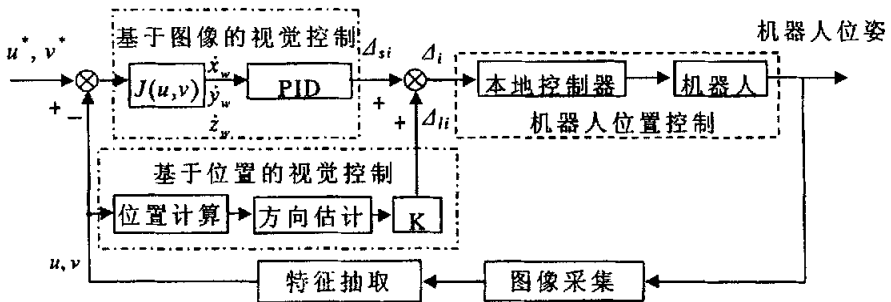 机器人位姿
基于图像的视觉控制
u*, v*
+
−
J(u,v)
ẋw
ẏw
żw
PID
Δsi
+
+
Δi
Δli
本地控制器
机器人
机器人位置控制
基于位置的视觉控制
位置计算
方向估计
K
u, v
特征抽取
图像采集